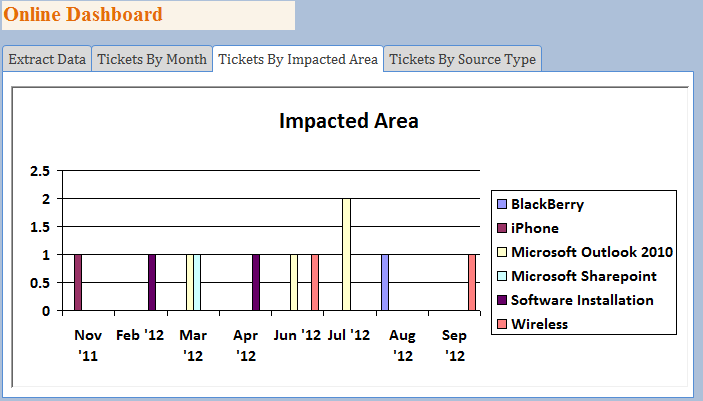 Online Dashboard
Extract Data Tickets By Month Tickets By Impacted Area Tickets By Source Type
Impacted Area
2.5
2
1.5
1
0.5
0
Nov '11 Feb '12 Mar '12 Apr '12 Jun '12 Jul '12 Aug '12 Sep '12
BlackBerry
iPhone
Microsoft Outlook 2010
Microsoft Sharepoint
Software Installation
Wireless